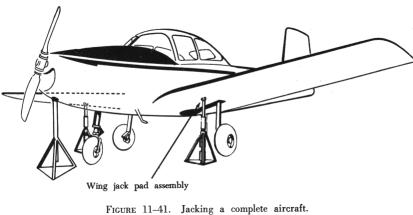 Wing jack pad assembly
FIGURE 11-41. Jacking a complete aircraft.